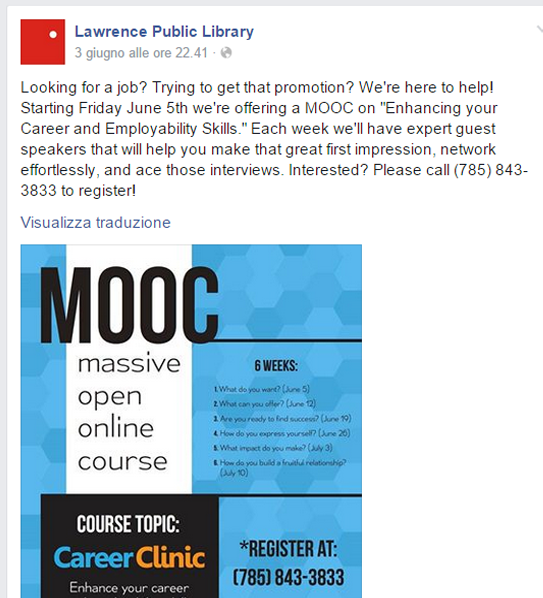 Lawrence Public Library
3 giugno alle ore 22.41 ·
Looking for a job? Trying to get that promotion? We're here to help!
Starting Friday June 5th we're offering a MOOC on "Enhancing your
Career and Employability Skills." Each week we'll have expert guest
speakers that will help you make that great first impression, network
effortlessly, and ace those interviews. Interested? Please call (785) 843-
3833 to register!
Visualizza traduzione
MOOC
massive
open
online
course
6 WEEKS:
1. What do you want? (June 5)
2. What can you offer? (June 12)
3. Are you ready to find success? (June 19)
4. How do you express yourself? (June 26)
5. What impact do you make? (July 3)
6. How do you build a fruitful relationship?
(July 10)
COURSE TOPIC:
Career Clinic
Enhance your career
*REGISTER AT:
(785) 843-3833